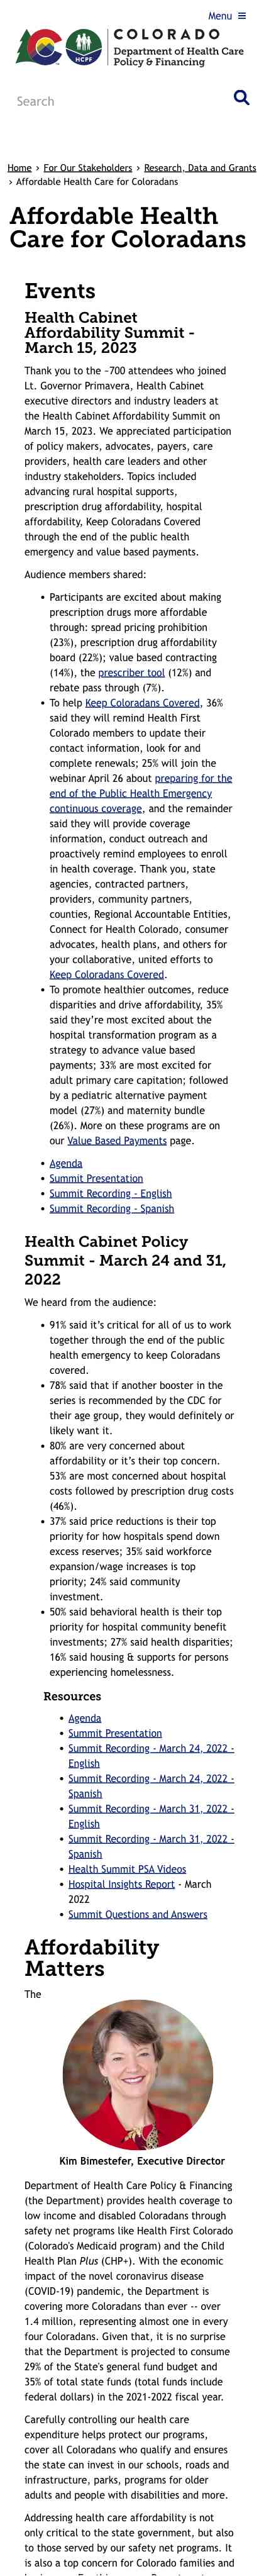 Menu ≡
COLORADO
Department of Health Care
Policy & Financing
HCPF
Search
Home › For Our Stakeholders › Research, Data and Grants
› Affordable Health Care for Coloradans
Affordable Health
Care for Coloradans
Events
Health Cabinet
Affordability Summit -
March 15, 2023
Thank you to the ~700 attendees who joined
Lt. Governor Primavera, Health Cabinet
executive directors and industry leaders at
the Health Cabinet Affordability Summit on
March 15, 2023. We appreciated participation
of policy makers, advocates, payers, care
providers, health care leaders and other
industry stakeholders. Topics included
advancing rural hospital supports,
prescription drug affordability, hospital
affordability, Keep Coloradans Covered
through the end of the public health
emergency and value based payments.
Audience members shared:
• Participants are excited about making
prescription drugs more affordable
through: spread pricing prohibition
(23%), prescription drug affordability
board (22%); value based contracting
(14%), the prescriber tool (12%) and
rebate pass through (7%).
• To help Keep Coloradans Covered, 36%
said they will remind Health First
Colorado members to update their
contact information, look for and
complete renewals; 25% will join the
webinar April 26 about preparing for the
end of the Public Health Emergency
continuous coverage, and the remainder
said they will provide coverage
information, conduct outreach and
proactively remind employees to enroll
in health coverage. Thank you, state
agencies, contracted partners,
providers, community partners,
counties, Regional Accountable Entities,
Connect for Health Colorado, consumer
advocates, health plans, and others for
your collaborative, united efforts to
Keep Coloradans Covered.
• To promote healthier outcomes, reduce
disparities and drive affordability, 35%
said they’re most excited about the
hospital transformation program as a
strategy to advance value based
payments; 33% are most excited for
adult primary care capitation; followed
by a pediatric alternative payment
model (27%) and maternity bundle
(26%). More on these programs are on
our Value Based Payments page.
• Agenda
• Summit Presentation
• Summit Recording - English
• Summit Recording - Spanish
Health Cabinet Policy
Summit - March 24 and 31,
2022
We heard from the audience:
• 91% said it’s critical for all of us to work
together through the end of the public
health emergency to keep Coloradans
covered.
• 78% said that if another booster in the
series is recommended by the CDC for
their age group, they would definitely or
likely want it.
• 80% are very concerned about
affordability or it’s their top concern.
53% are most concerned about hospital
costs followed by prescription drug costs
(46%).
• 37% said price reductions is their top
priority for how hospitals spend down
excess reserves; 35% said workforce
expansion/wage increases is top
priority; 24% said community
investment.
• 50% said behavioral health is their top
priority for hospital community benefit
investments; 27% said health disparities;
16% said housing & supports for persons
experiencing homelessness.
Resources
• Agenda
• Summit Presentation
• Summit Recording - March 24, 2022 -
English
• Summit Recording - March 24, 2022 -
Spanish
• Summit Recording - March 31, 2022 -
English
• Summit Recording - March 31, 2022 -
Spanish
• Health Summit PSA Videos
• Hospital Insights Report - March
2022
• Summit Questions and Answers
Affordability
Matters
The
Kim Bimestefer, Executive Director
Department of Health Care Policy & Financing
(the Department) provides health coverage to
low income and disabled Coloradans through
safety net programs like Health First Colorado
(Colorado's Medicaid program) and the Child
Health Plan Plus (CHP+). With the economic
impact of the novel coronavirus disease
(COVID-19) pandemic, the Department is
covering more Coloradans than ever -- over
1.4 million, representing almost one in every
four Coloradans. Given that, it is no surprise
that the Department is projected to consume
29% of the State's general fund budget and
35% of total state funds (total funds include
federal dollars) in the 2021-2022 fiscal year.
Carefully controlling our health care
expenditure helps protect our programs,
cover all Coloradans who qualify and ensures
the state can invest in our schools, roads and
infrastructure, parks, programs for older
adults and people with disabilities and more.
Addressing health care affordability is not
only critical to the state government, but also
to those served by our safety net programs. It
is also a top concern for Colorado families and